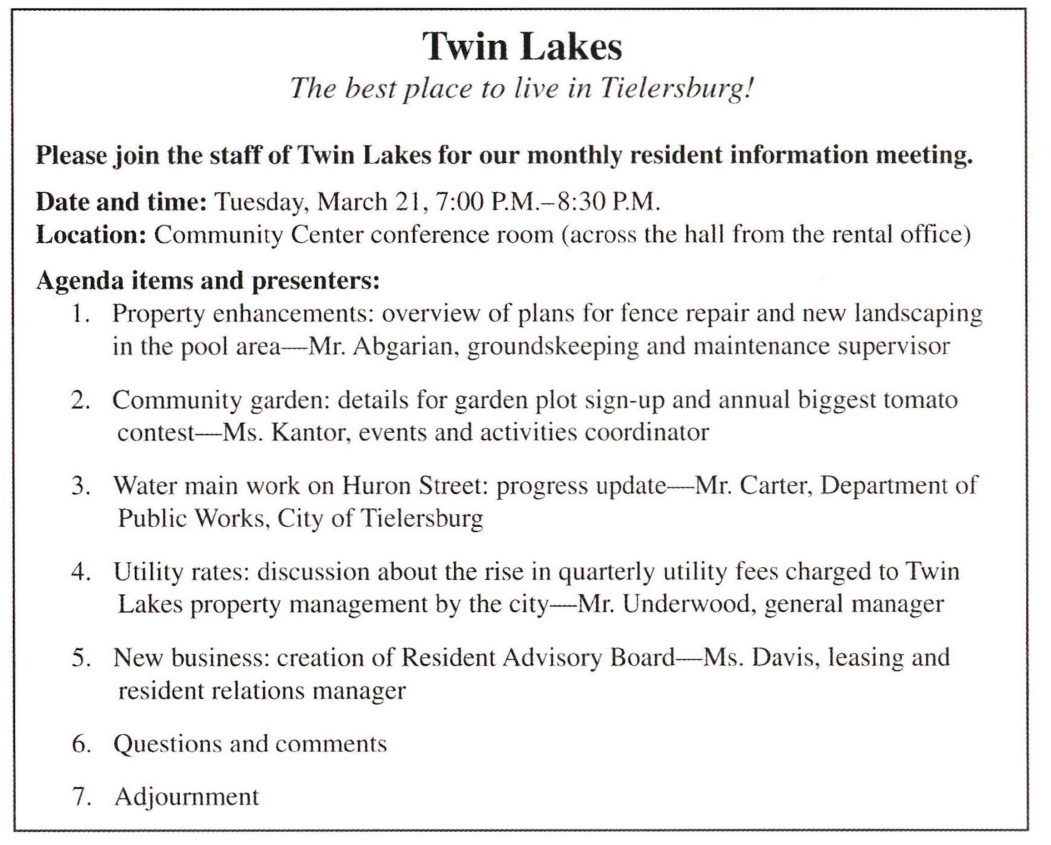 Twin Lakes
The best place to live in Tielersburg!
Please join the staff of Twin Lakes for our monthly resident information meeting.
Date and time: Tuesday, March 21, 7:00 P.M.–8:30 P.M.
Location: Community Center conference room (across the hall from the rental office)
Agenda items and presenters:
1. Property enhancements: overview of plans for fence repair and new landscaping
in the pool area—Mr. Abgarian, groundskeeping and maintenance supervisor
2. Community garden: details for garden plot sign-up and annual biggest tomato
contest—Ms. Kantor, events and activities coordinator
3. Water main work on Huron Street: progress update—Mr. Carter, Department of
Public Works, City of Tielersburg
4. Utility rates: discussion about the rise in quarterly utility fees charged to Twin
Lakes property management by the city—Mr. Underwood, general manager
5. New business: creation of Resident Advisory Board—Ms. Davis, leasing and
resident relations manager
6. Questions and comments
7. Adjournment